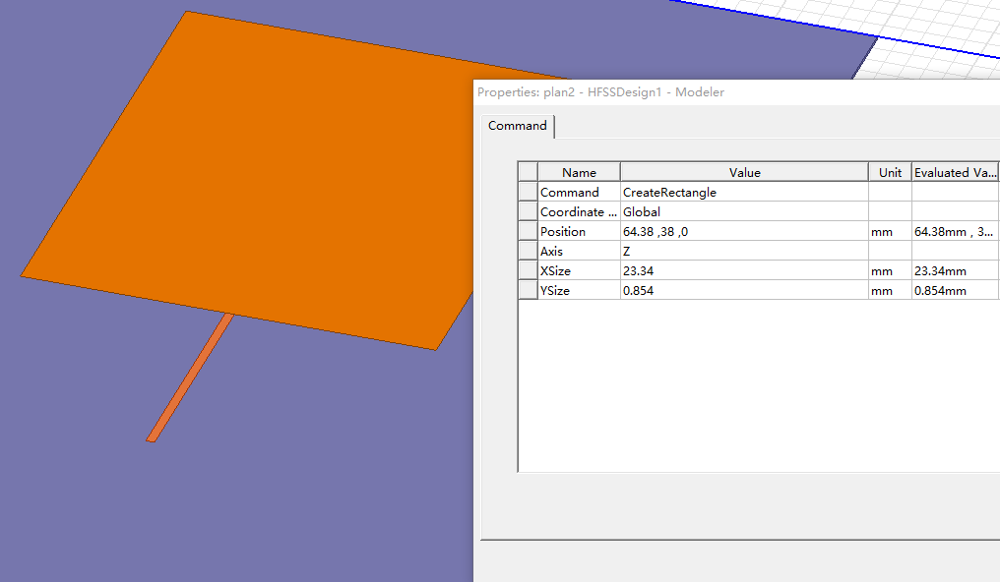 Properties: plan2 - HFSSDesign1 - Modeler
Command
Name Value Unit Evaluated Va...
Command CreateRectangle
Coordinate ... Global
Position 64.38 ,38 ,0 mm 64.38mm , 3...
Axis Z
XSize 23.34 mm 23.34mm
YSize 0.854 mm 0.854mm